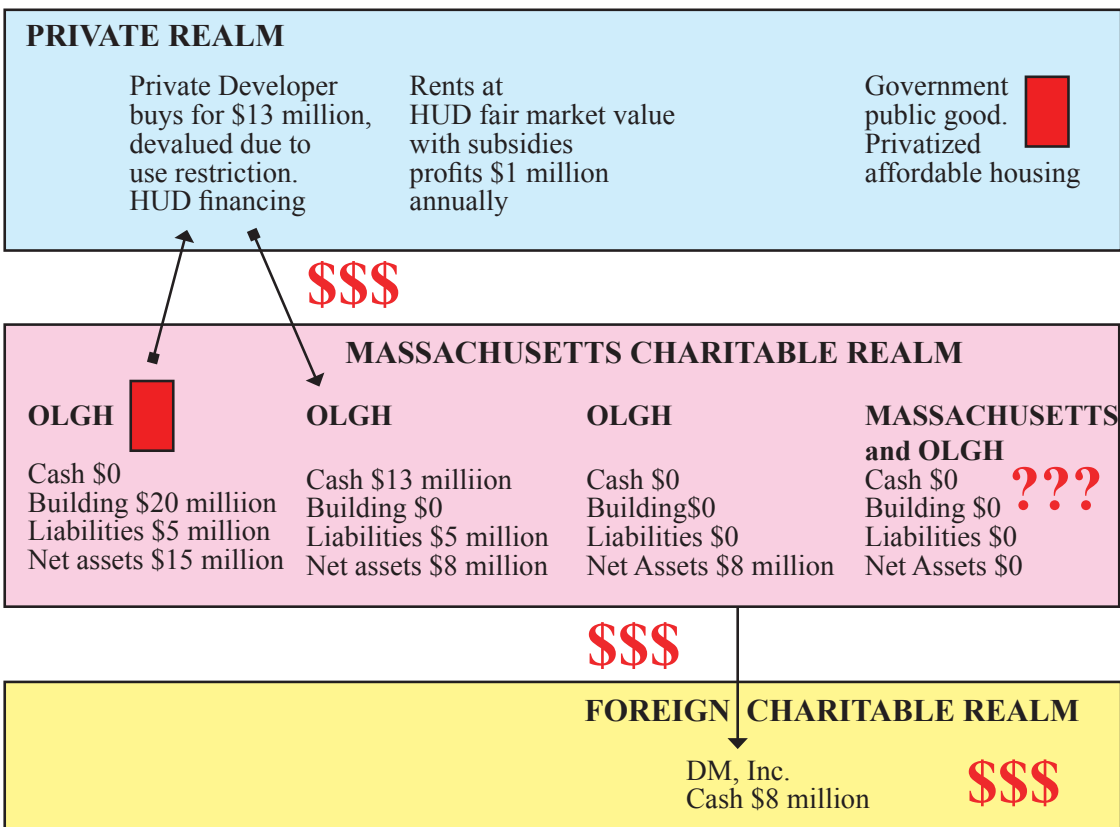 PRIVATE REALM
Private Developer
buys for $13 million,
devalued due to
use restriction.
HUD financing
Rents at
HUD fair market value
with subsidies
profits $1 million
annually
Government
public good.
Privatized
affordable housing
$$$
MASSACHUSETTS CHARITABLE REALM
OLGH
Cash $0
Building $20 milliion
Liabilities $5 million
Net assets $15 million
OLGH
Cash $13 milliion
Building $0
Liabilities $5 million
Net assets $8 million
OLGH
Cash $0
Building$0
Liabilities $0
Net Assets $8 million
MASSACHUSETTS
and OLGH
Cash $0
Building $0
Liabilities $0
Net Assets $0
???
$$$
FOREIGN CHARITABLE REALM
DM, Inc.
Cash $8 million
$$$